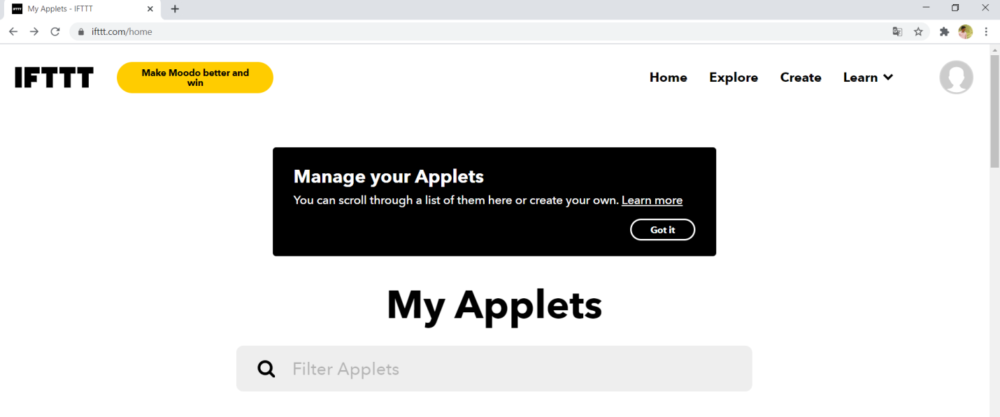 My Applets - IFTTT
ifttt.com/home
IFTTT
Make Moodo better and
win
Home Explore Create Learn
Manage your Applets
You can scroll through a list of them here or create your own. Learn more
Got it
My Applets
Filter Applets